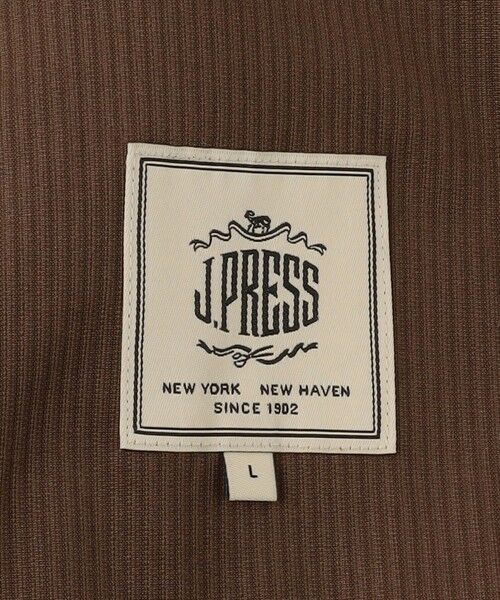 J.PRESS
NEW YORK NEW HAVEN
SINCE 1902
L